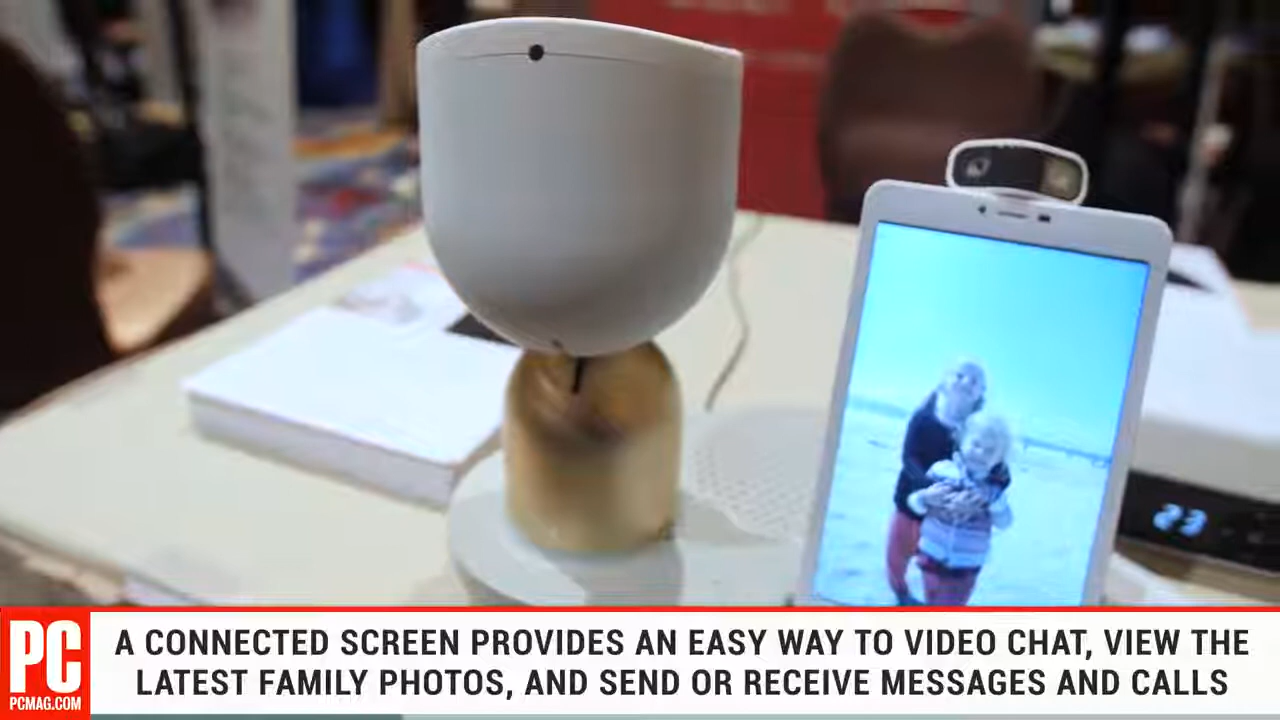 23
PC
PCMAG.COM
A CONNECTED SCREEN PROVIDES AN EASY WAY TO VIDEO CHAT, VIEW THE
LATEST FAMILY PHOTOS, AND SEND OR RECEIVE MESSAGES AND CALLS